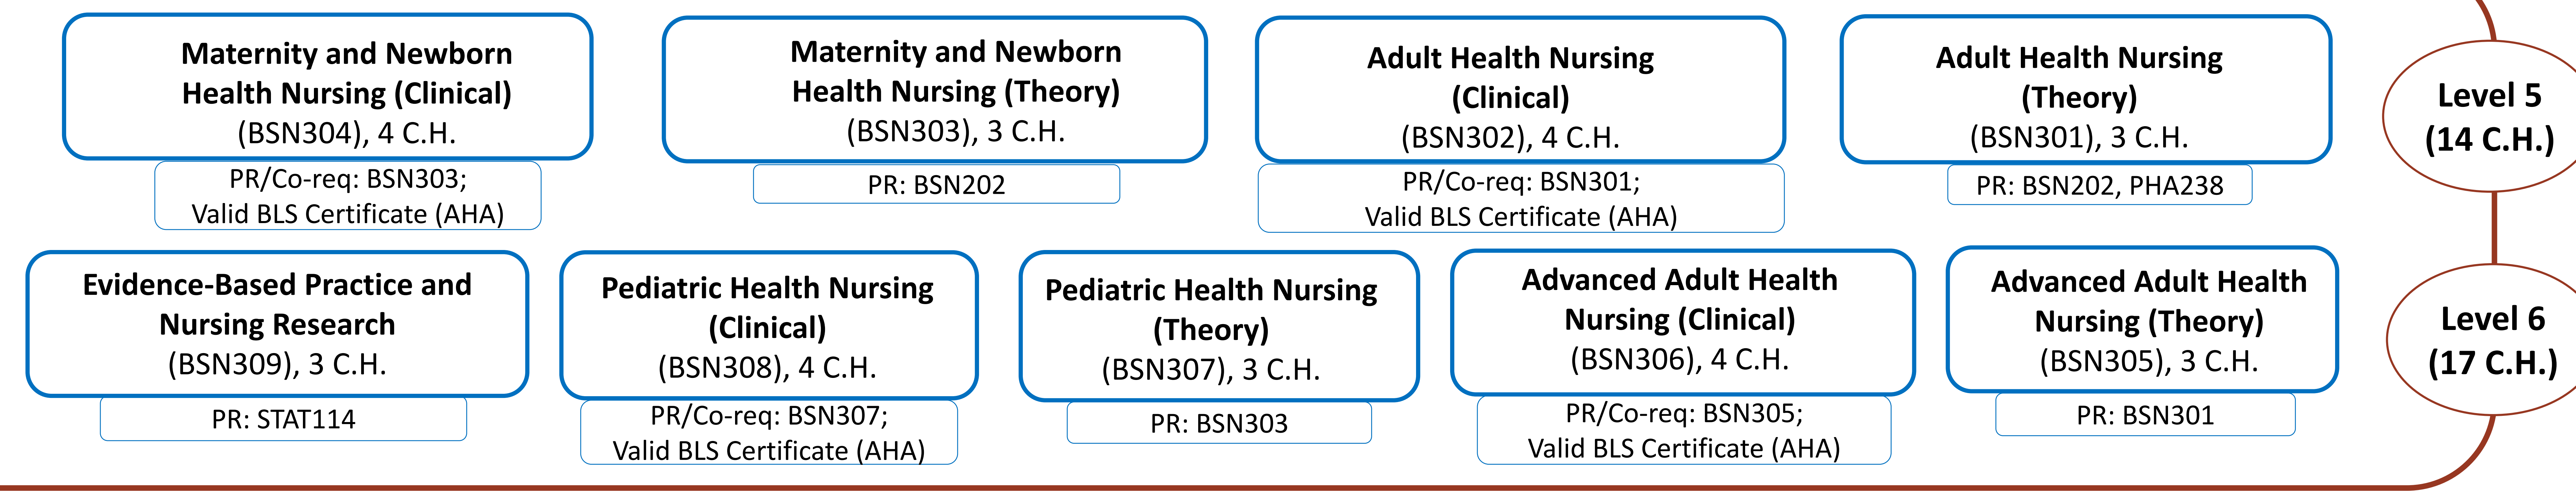 Maternity and Newborn
Health Nursing (Clinical)
(BSN304), 4 C.H.
PR/Co-req: BSN303;
Valid BLS Certificate (AHA)
Maternity and Newborn
Health Nursing (Theory)
(BSN303), 3 C.H.
PR: BSN202
Adult Health Nursing
(Clinical)
(BSN302), 4 C.H.
PR/Co-req: BSN301;
Valid BLS Certificate (AHA)
Adult Health Nursing
(Theory)
(BSN301), 3 C.H.
PR: BSN202, PHA238
Level 5
(14 C.H.)
Evidence-Based Practice and
Nursing Research
(BSN309), 3 C.H.
PR: STAT114
Pediatric Health Nursing
(Clinical)
(BSN308), 4 C.H.
PR/Co-req: BSN307;
Valid BLS Certificate (AHA)
Pediatric Health Nursing
(Theory)
(BSN307), 3 C.H.
PR: BSN303
Advanced Adult Health
Nursing (Clinical)
(BSN306), 4 C.H.
PR/Co-req: BSN305;
Valid BLS Certificate (AHA)
Advanced Adult Health
Nursing (Theory)
(BSN305), 3 C.H.
PR: BSN301
Level 6
(17 C.H.)